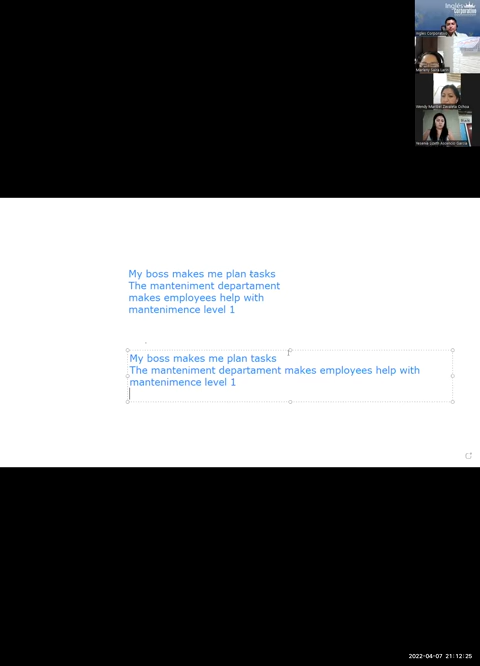 Inglés
Corporation
Ingles Corporation
My boss makes me plan tasks
The manteniment departament
makes employees help with
mantenimence level 1
My boss makes me plan tasks
The manteniment departament makes employees help with
mantenimence level 1
2022-04-07 21:12:25